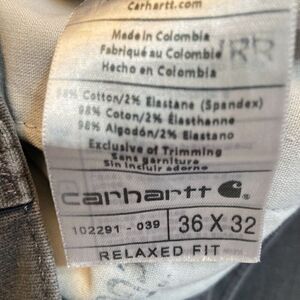 Carhartt.com
Made in Colombia
Fabriqué au Colombie
Hecho en Colombia
RR
98% Cotton/2% Elastane (Spandex)
98% Coton/2% Élasthanne
98% Algodón/2% Elastano
Exclusive of Trimming
Sans garniture
Sin incluir adorno
carhartt
102291 - 039
36 X 32
RELAXED FIT